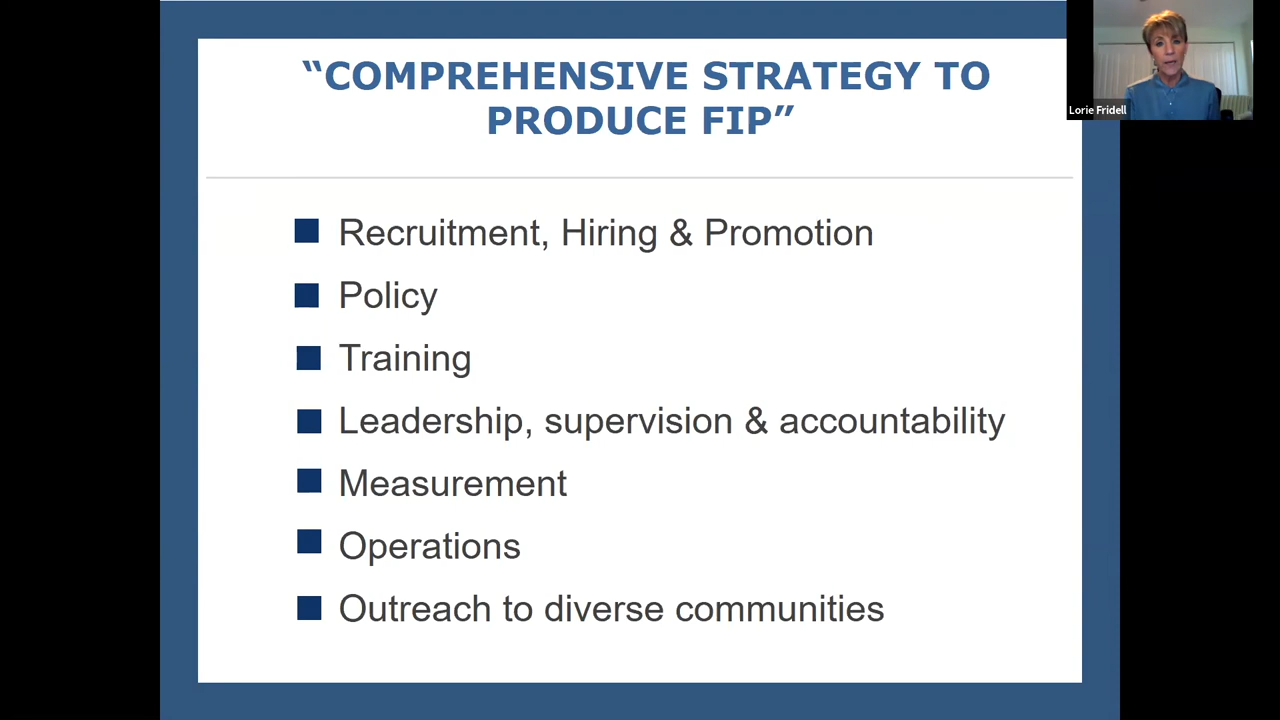 “COMPREHENSIVE STRATEGY TO
PRODUCE FIP”
Lorie Fridell
Recruitment, Hiring & Promotion
Policy
Training
Leadership, supervision & accountability
Measurement
Operations
Outreach to diverse communities